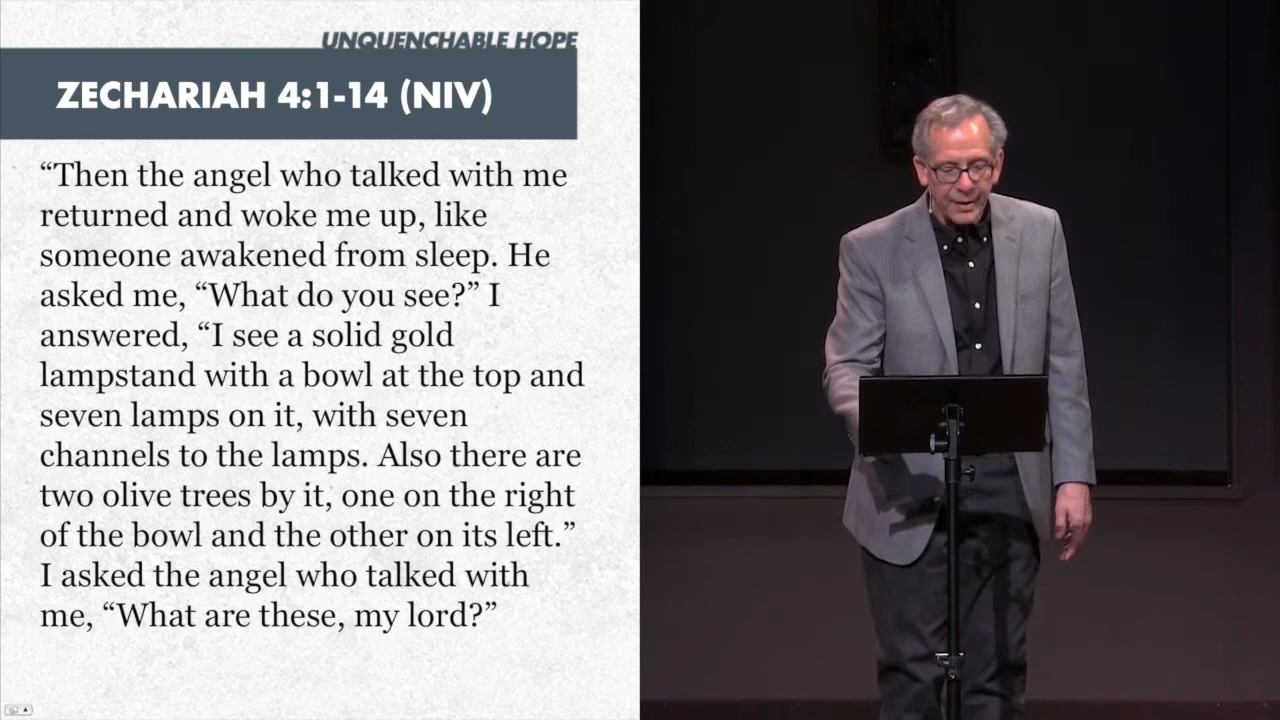 UNQUENCHABLE HOPE
ZECHARIAH 4:1-14 (NIV)
“Then the angel who talked with me
returned and woke me up, like
someone awakened from sleep. He
asked me, “What do you see?” I
answered, “I see a solid gold
lampstand with a bowl at the top and
seven lamps on it, with seven
channels to the lamps. Also there are
two olive trees by it, one on the right
of the bowl and the other on its left.”
I asked the angel who talked with
me, “What are these, my lord?”